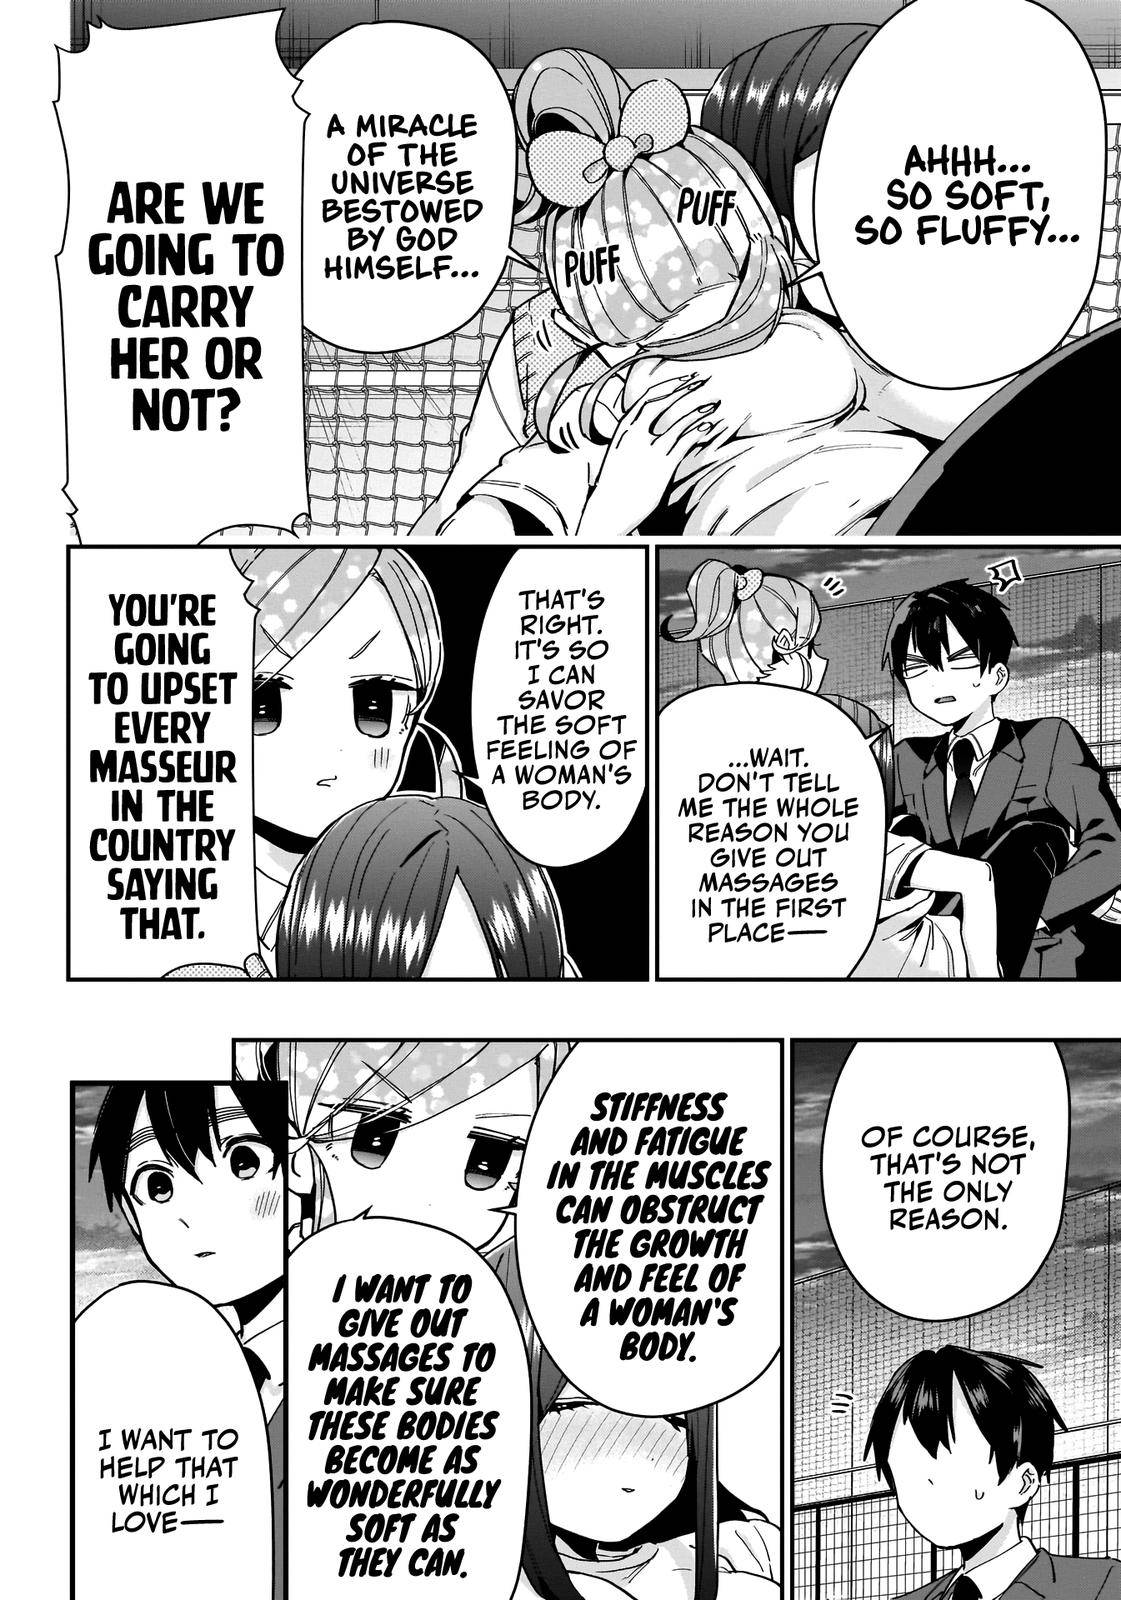 AHHH...
SO SOFT,
SO FLUFFY...
PUFF
PUFF
A MIRACLE
OF THE
UNIVERSE
BESTOWED
BY GOD
HIMSELF...
ARE WE
GOING TO
CARRY
HER OR
NOT?
...WAIT.
DON'T TELL
ME THE WHOLE
REASON YOU
GIVE OUT
MASSAGES
IN THE FIRST
PLACE——
THAT'S
RIGHT.
IT'S SO
I CAN
SAVOR
THE SOFT
FEELING OF
A WOMAN'S
BODY.
YOU'RE
GOING
TO UPSET
EVERY
MASSEUR
IN THE
COUNTRY
SAYING
THAT.
OF COURSE,
THAT'S NOT
THE ONLY
REASON.
STIFFNESS
AND FATIGUE
IN THE MUSCLES
CAN OBSTRUCT
THE GROWTH
AND FEEL OF
A WOMAN'S
BODY.
I WANT TO
GIVE OUT
MASSAGES TO
MAKE SURE
THESE BODIES
BECOME AS
WONDERFULLY
SOFT AS
THEY CAN.
I WANT TO
HELP THAT
WHICH I
LOVE——